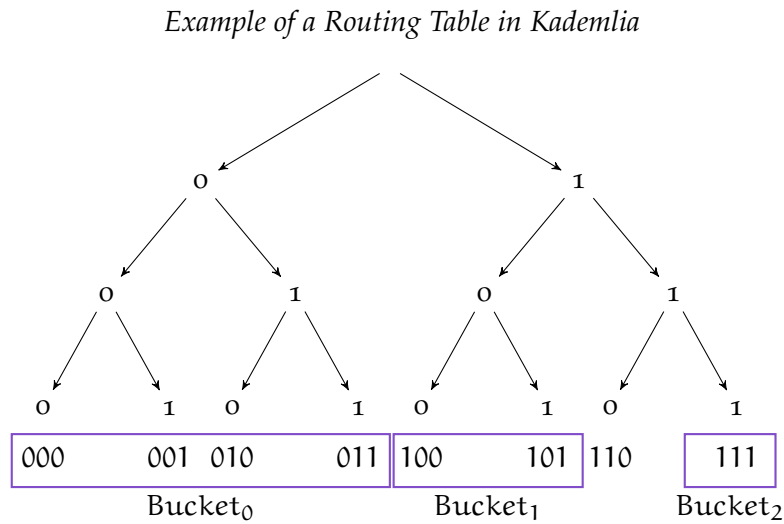 Example of a Routing Table in Kademlia
0 1
0 1 0 1
0 1 0 1 0 1 0 1
000 001 010 011 100 101 110 111
Bucket₀ Bucket₁ Bucket₂